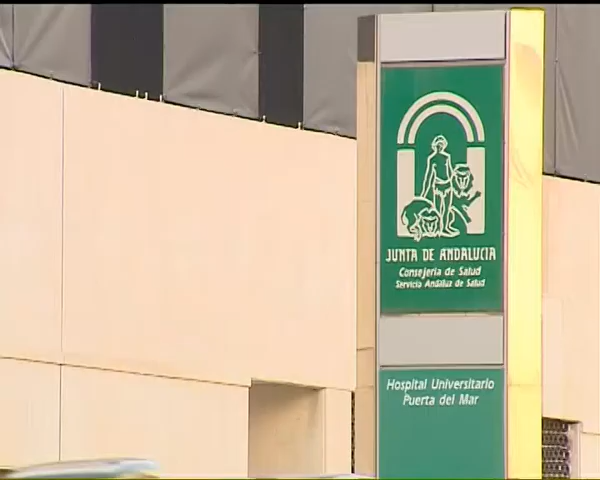 JUNTA DE ANDALUCIA
Consejería de Salud
Servicio Andaluz de Salud
Hospital Universitario
Puerta del Mar